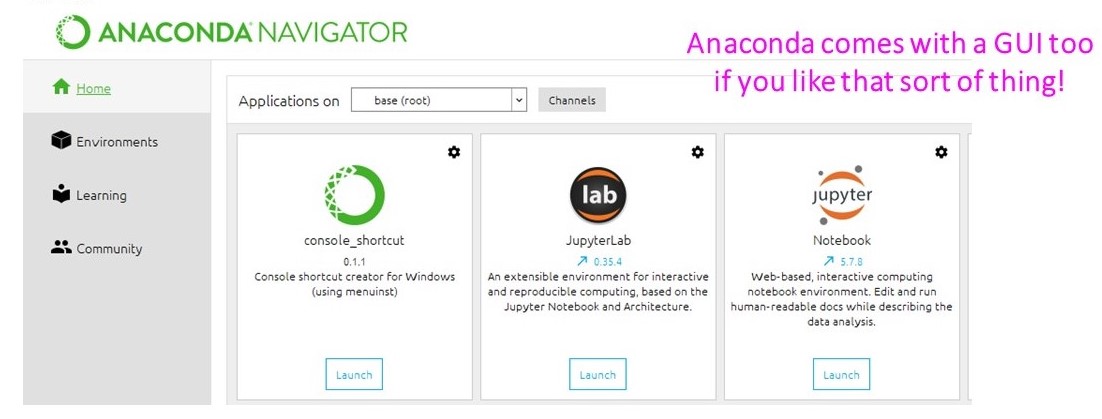 ANACONDA NAVIGATOR
Anaconda comes with a GUI too
if you like that sort of thing!
Home
Environments
Learning
Community
Applications on
base (root)
Channels
console_shortcut
0.1.1
Console shortcut creator for Windows
(using menuinst)
Launch
lab
JupyterLab
0.35.4
An extensible environment for interactive
and reproducible computing, based on the
Jupyter Notebook and Architecture.
Launch
jupyter
Notebook
5.7.8
Web-based, interactive computing
notebook environment. Edit and run
human-readable docs while describing the
data analysis.
Launch